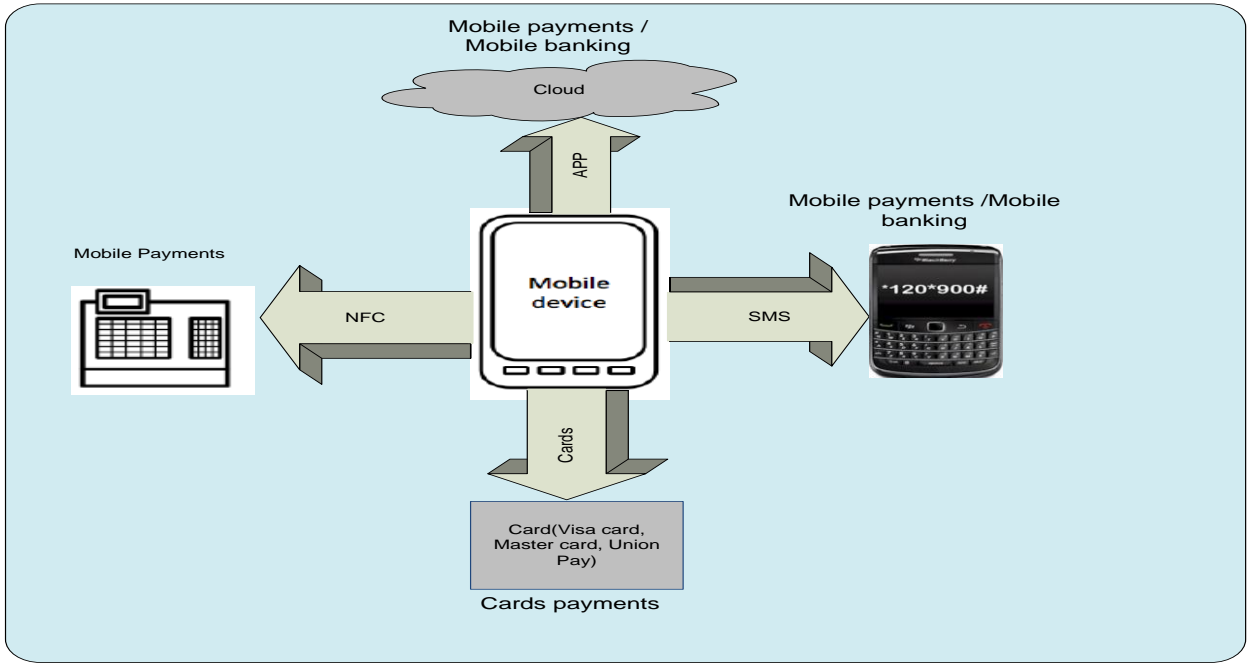 Mobile payments /
Mobile banking
Cloud
APP
Mobile payments /Mobile
banking
Mobile Payments
BlackBerry
*120*900#
Mobile
device
NFC
SMS
Cards
Card(Visa card,
Master card, Union
Pay)
Cards payments